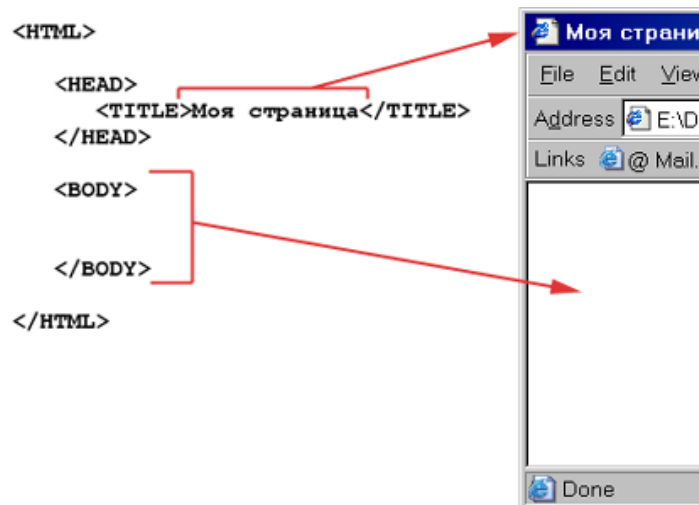 <HTML>
<HEAD>
<TITLE>Моя страница</TITLE>
</HEAD>
<BODY>
</BODY>
</HTML>
Моя страни
File Edit View
Address E:\D
Links @ Mail.
Done